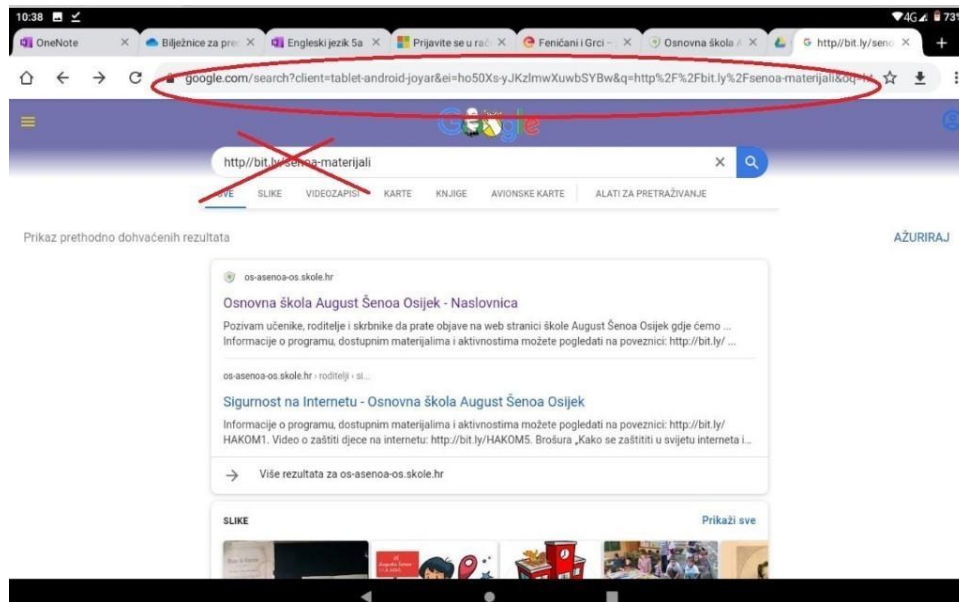 10:38
4G 73%
OneNote
Bilježnice za pre
Engleski jezik 5a
Prijavite se u rač
Feničani i Grci -
Osnovna škola A
http//bit.ly/seno
google.com/search?client=tablet-android-joyar&ei=ho50Xs-yJKzlmwXuwbSYBw&q=http%2F%2Fbit.ly%2Fsenoa-materijali&oq=
Google
http//bit.ly/senoa-materijali
SVE SLIKE VIDEOZAPISI KARTE KNJIGE AVIONSKE KARTE ALATI ZA PRETRAŽIVANJE
Prikaz prethodno dohvaćenih rezultata AŽURIRAJ
os-asenoa-os.skole.hr
Osnovna škola August Šenoa Osijek - Naslovnica
Pozivam učenike, roditelje i skrbnike da prate objave na web stranici škole August Šenoa Osijek gdje ćemo ...
Informacije o programu, dostupnim materijalima i aktivnostima možete pogledati na poveznici: http://bit.ly/ ...
os-asenoa-os.skole.hr › roditelji › si...
Sigurnost na Internetu - Osnovna škola August Šenoa Osijek
Informacije o programu, dostupnim materijalima i aktivnostima možete pogledati na poveznici: http://bit.ly/
HAKOM1. Video o zaštiti djece na internetu: http://bit.ly/HAKOM5. Brošura „Kako se zaštititi u svijetu interneta i...
Više rezultata za os-asenoa-os.skole.hr
SLIKE Prikaži sve